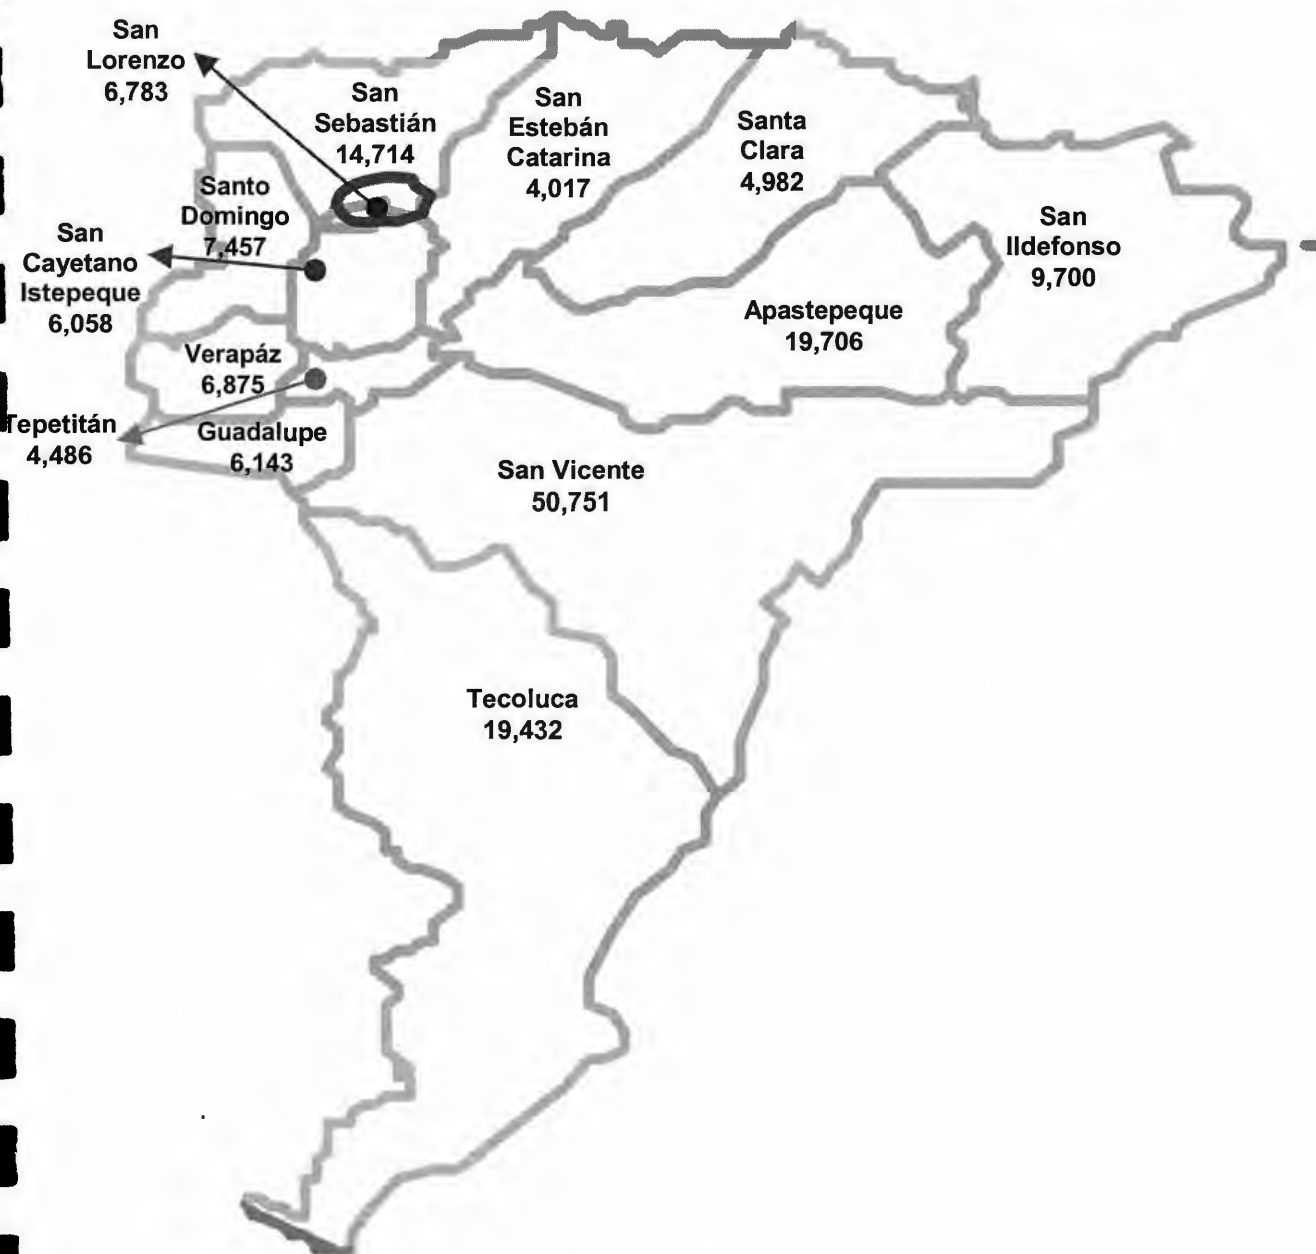 San
Lorenzo
6,783
San
Sebastián
14,714
San
Estebán
Catarina
4,017
Santa
Clara
4,982
Santo
Domingo
7,457
San
Cayetano
Istepeque
6,058
San
Ildefonso
9,700
Apastepeque
19,706
Verapáz
6,875
Tepetitán
4,486
Guadalupe
6,143
San Vicente
50,751
Tecoluca
19,432